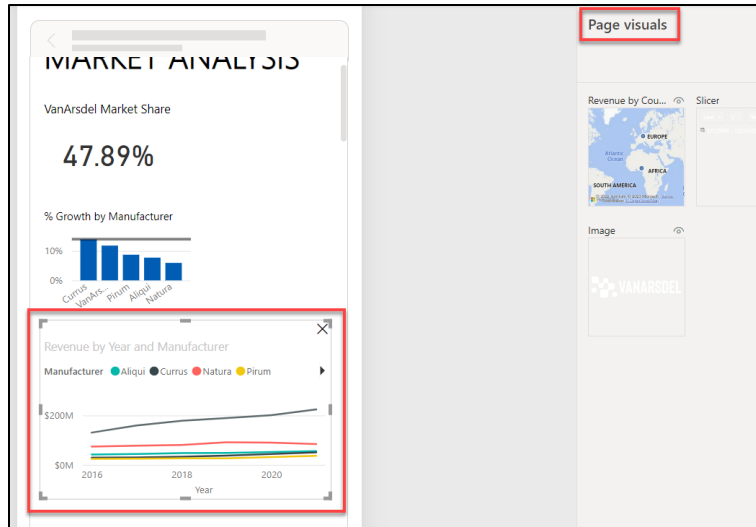 MARKET ANALYSIS
VanArsdel Market Share
47.89%
% Growth by Manufacturer
10%
0%
Currus
VanArs...
Pirum
Aliqui
Natura
Revenue by Year and Manufacturer
Manufacturer Aliqui Currus Natura Pirum
$200M
$0M
2016 2018 2020
Year
Page visuals
Revenue by Cou... Slicer
EUROPE
Atlantic
Ocean
AFRICA
SOUTH AMERICA
Image
VANARSDEL